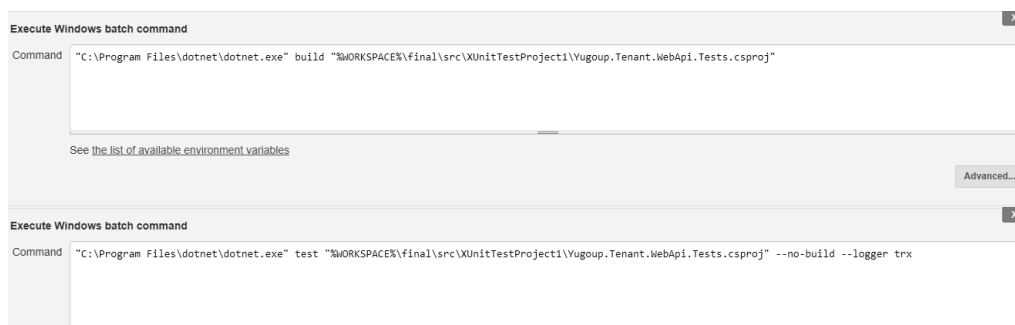 X
Execute Windows batch command
Command "C:\Program Files\dotnet\dotnet.exe" build "%WORKSPACE%\final\src\XUnitTestProject1\Yugoup.Tenant.WebApi.Tests.csproj"
See the list of available environment variables
Advanced...
X
Execute Windows batch command
Command "C:\Program Files\dotnet\dotnet.exe" test "%WORKSPACE%\final\src\XUnitTestProject1\Yugoup.Tenant.WebApi.Tests.csproj" --no-build --logger trx